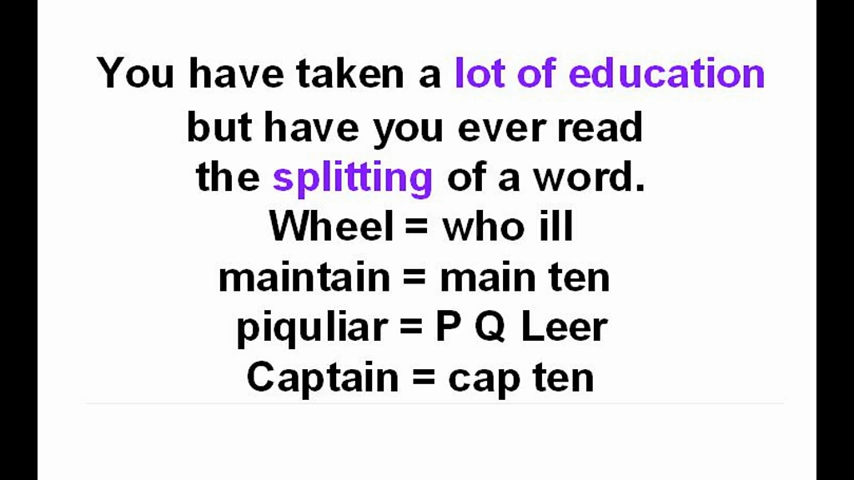 You have taken a lot of education
but have you ever read
the splitting of a word.
Wheel = who ill
maintain = main ten
piquliar = P Q Leer
Captain = cap ten